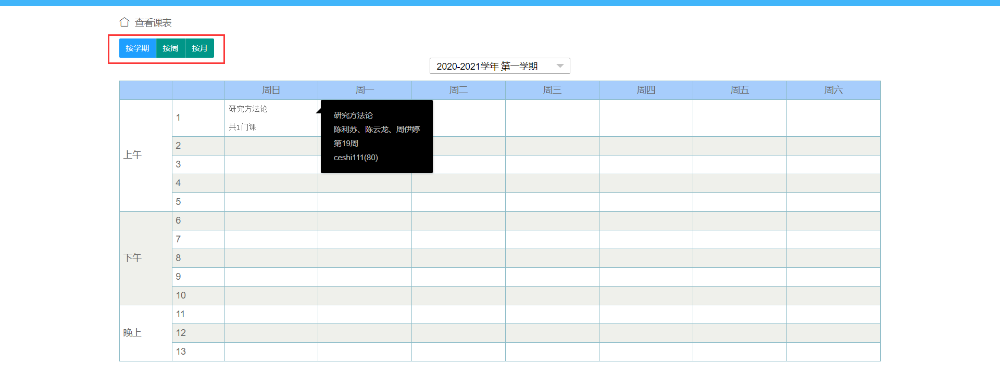 查看课表
按学期 按周 按月
2020-2021学年 第一学期
周日 周一 周二 周三 周四 周五 周六
上午
1
研究方法论
共1门课
研究方法论
陈利苏、陈云龙、周伊婷
第19周
ceshi111(80)
2
3
4
5
下午
6
7
8
9
10
晚上
11
12
13